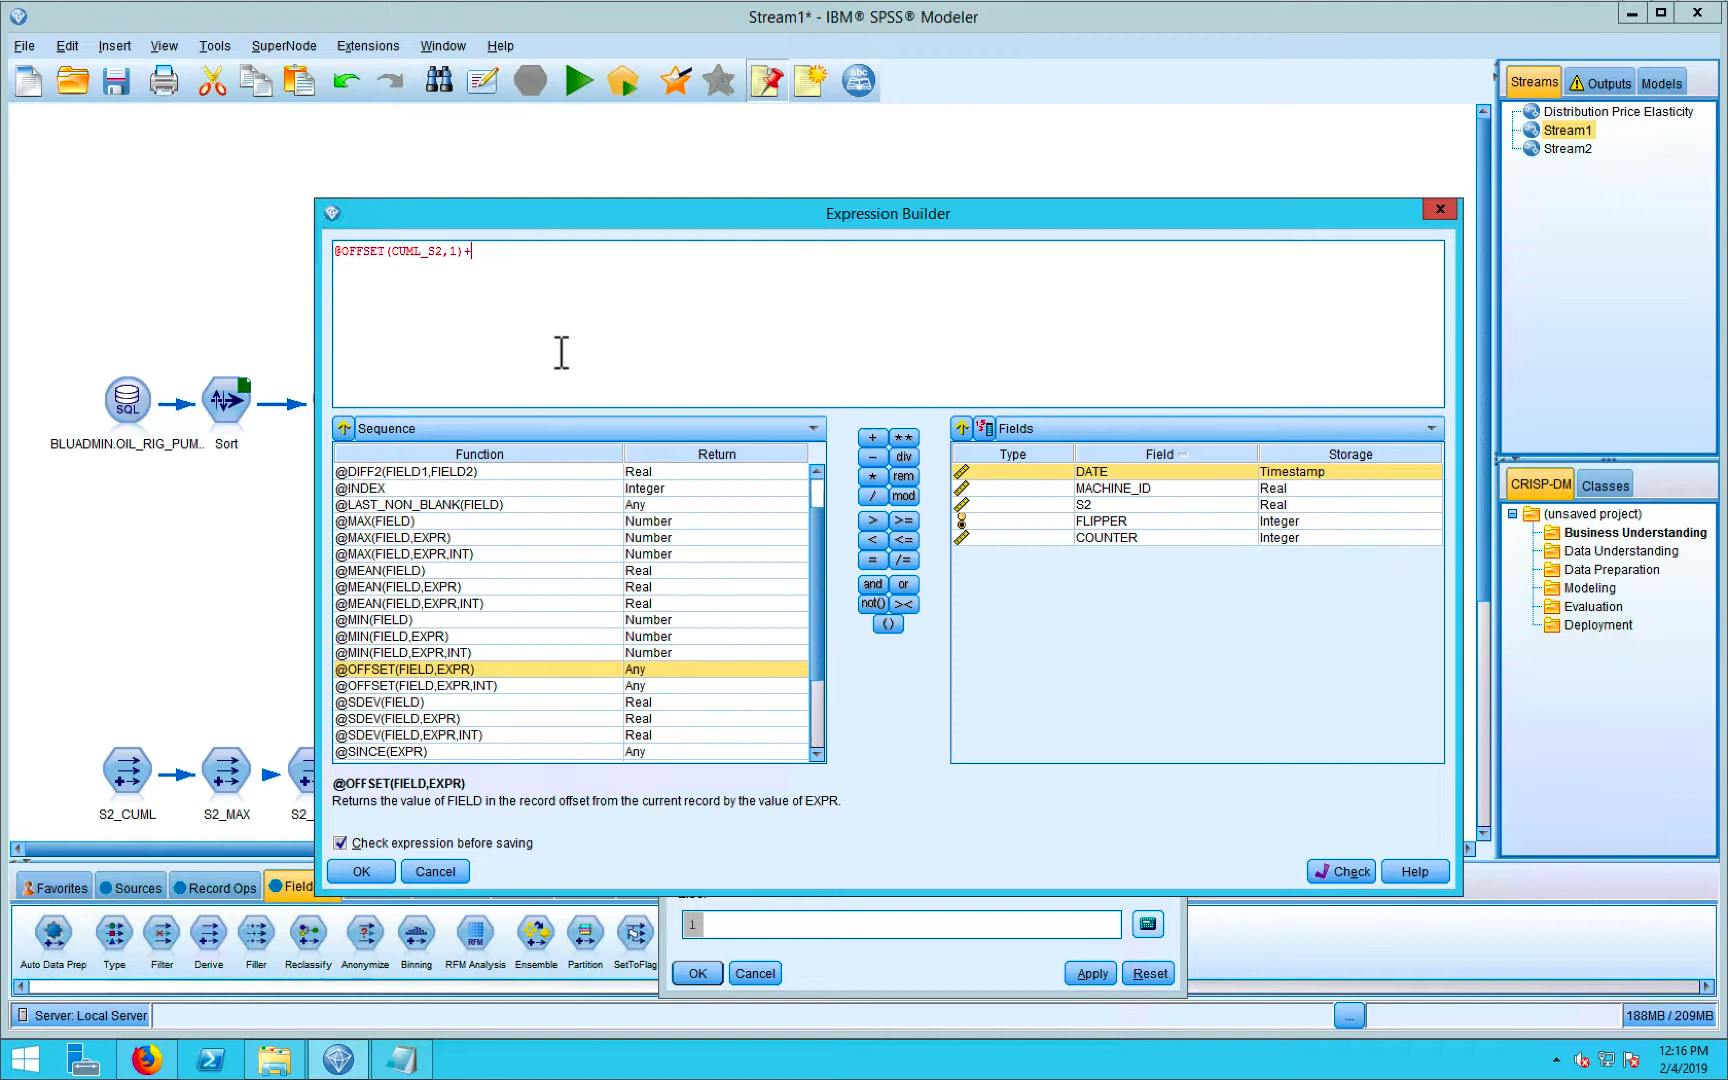 Stream1* - IBM® SPSS® Modeler
File Edit Insert View Tools SuperNode Extensions Window Help
abc
Streams Outputs Models
Distribution Price Elasticity
Stream1
Stream2
Expression Builder
x
@OFFSET(CUML_S2,1)+
SQL
BLUADMIN.OIL_RIG_PUM..
Sort
S2_CUML
S2_MAX
S2_
Sequence
Function Return
@DIFF2(FIELD1,FIELD2) Real
@INDEX Integer
@LAST_NON_BLANK(FIELD) Any
@MAX(FIELD) Number
@MAX(FIELD,EXPR) Number
@MAX(FIELD,EXPR,INT) Number
@MEAN(FIELD) Real
@MEAN(FIELD,EXPR) Real
@MEAN(FIELD,EXPR,INT) Real
@MIN(FIELD) Number
@MIN(FIELD,EXPR) Number
@MIN(FIELD,EXPR,INT) Number
@OFFSET(FIELD,EXPR) Any
@OFFSET(FIELD,EXPR,INT) Any
@SDEV(FIELD) Real
@SDEV(FIELD,EXPR) Real
@SDEV(FIELD,EXPR,INT) Real
@SINCE(EXPR) Any
+ **
- div
* rem
/ mod
> >=
< <=
= /=
and or
not() ><
()
Fields
Type Field Storage
DATE Timestamp
MACHINE_ID Real
S2 Real
FLIPPER Integer
COUNTER Integer
@OFFSET(FIELD,EXPR)
Returns the value of FIELD in the record offset from the current record by the value of EXPR.
Check expression before saving
OK Cancel Check Help
CRISP-DM Classes
(unsaved project)
Business Understanding
Data Understanding
Data Preparation
Modeling
Evaluation
Deployment
Favorites Sources Record Ops Field
1
OK Cancel Apply Reset
Auto Data Prep Type Filter Derive Filler Reclassify Anonymize Binning RFM Analysis Ensemble Partition SetToFlag
RFM
Server: Local Server
...
188MB / 209MB
12:16 PM
2/4/2019